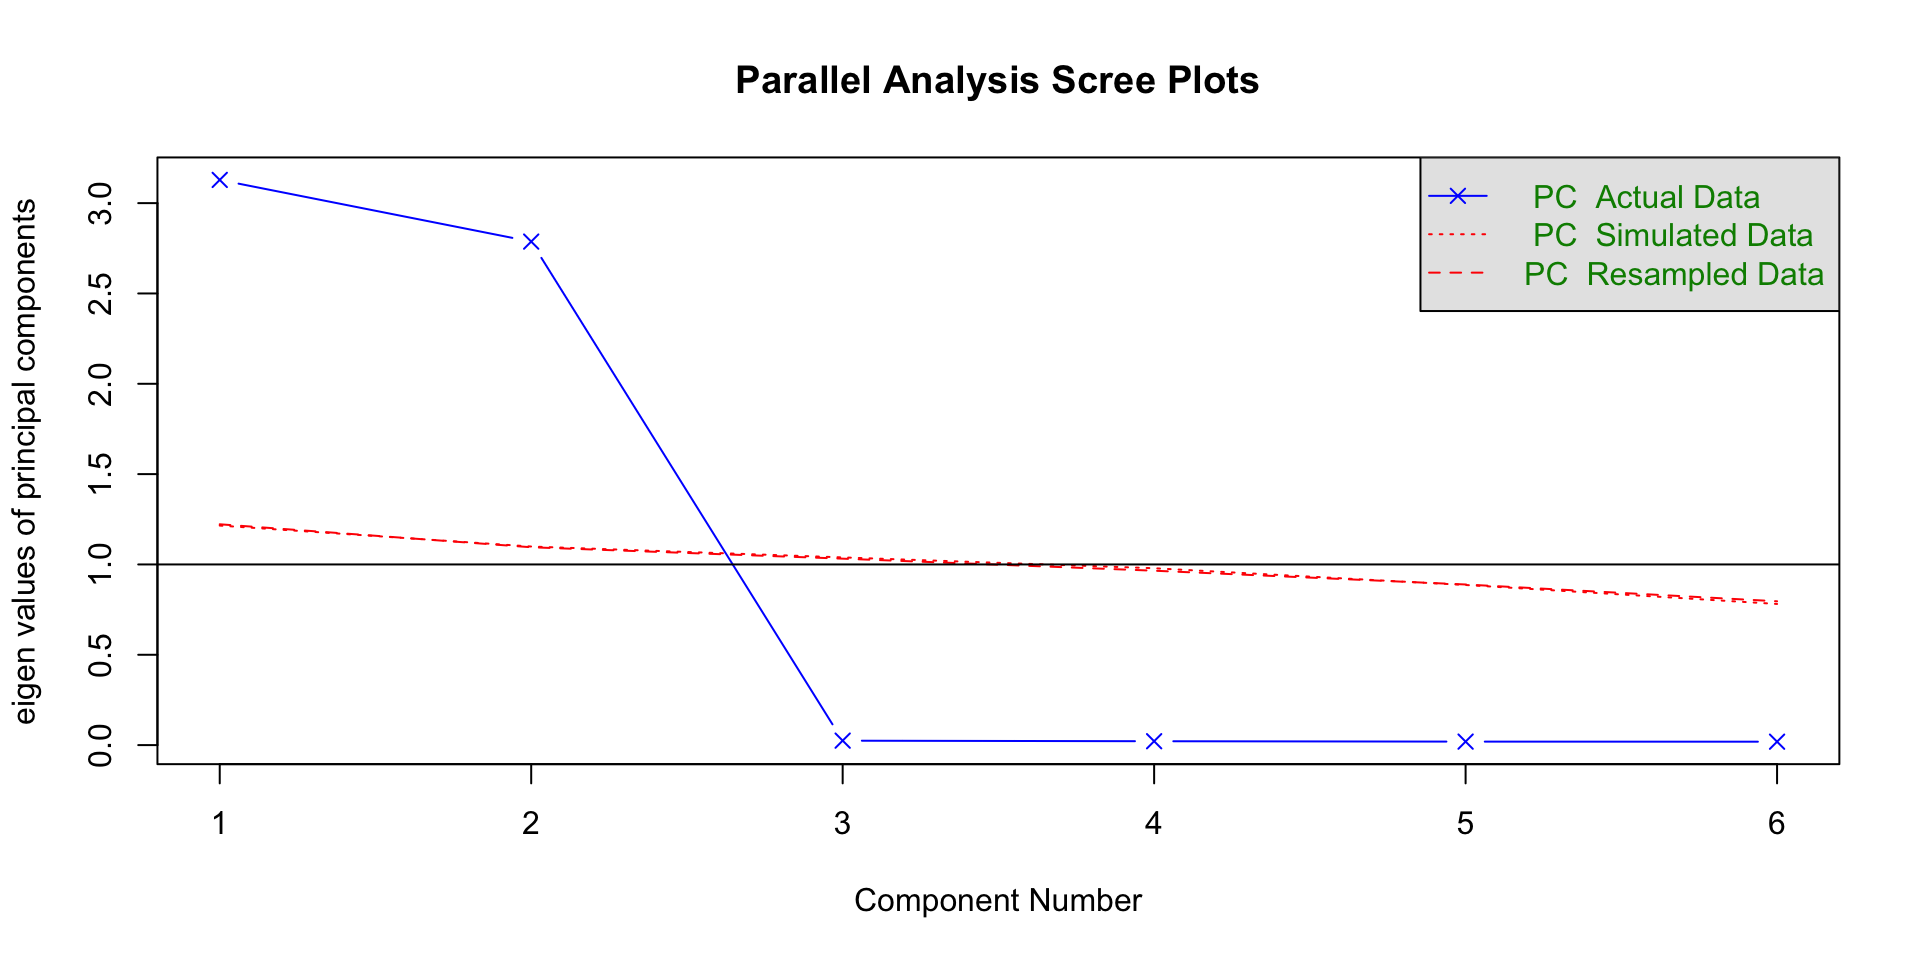 Parallel Analysis Scree Plots
PC Actual Data
PC Simulated Data
PC Resampled Data
eigen values of principal components
3.0
2.5
2.0
1.5
1.0
0.5
0.0
1 2 3 4 5 6
Component Number